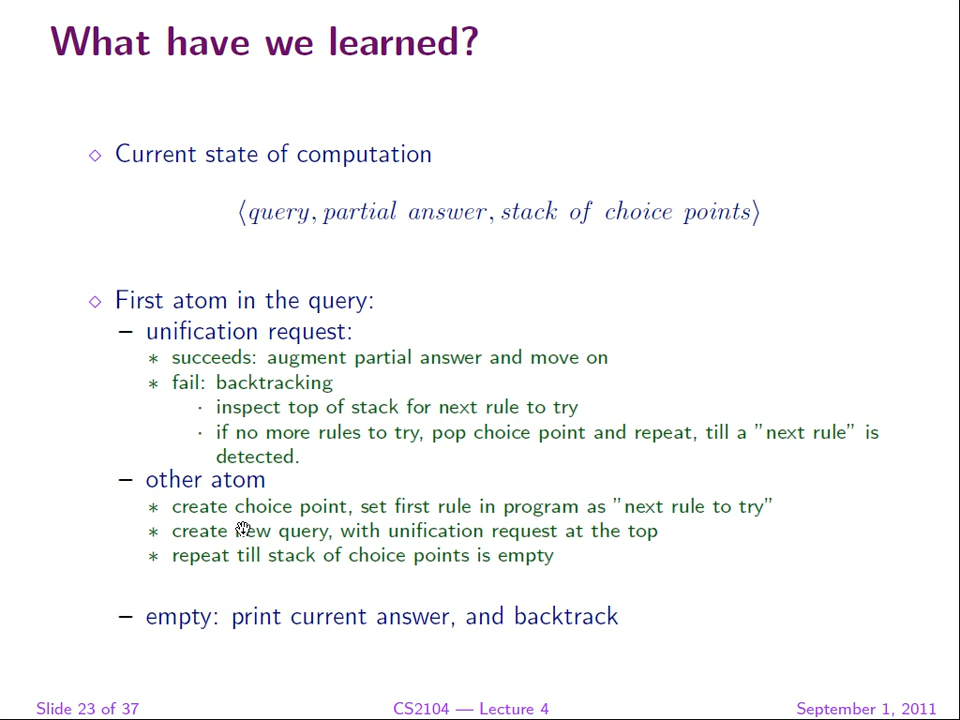 What have we learned?
⋄ Current state of computation
⟨query, partial answer, stack of choice points⟩
⋄ First atom in the query:
– unification request:
∗ succeeds: augment partial answer and move on
∗ fail: backtracking
· inspect top of stack for next rule to try
· if no more rules to try, pop choice point and repeat, till a "next rule" is
detected.
– other atom
∗ create choice point, set first rule in program as "next rule to try"
∗ create new query, with unification request at the top
∗ repeat till stack of choice points is empty
– empty: print current answer, and backtrack
Slide 23 of 37
CS2104 — Lecture 4
September 1, 2011